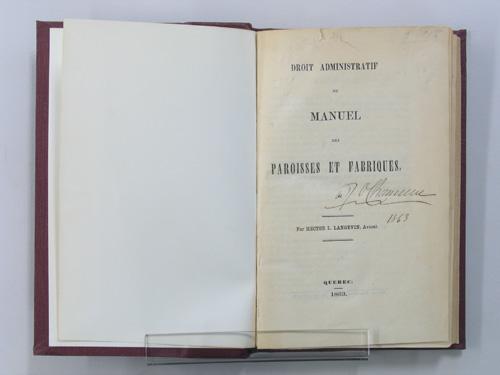 DROIT ADMINISTRATIF
OU
MANUEL
DES
PAROISSES ET FABRIQUES.
1863
Par HECTOR L. LANGEVIN, Avocat.
QUEBEC:
1863.